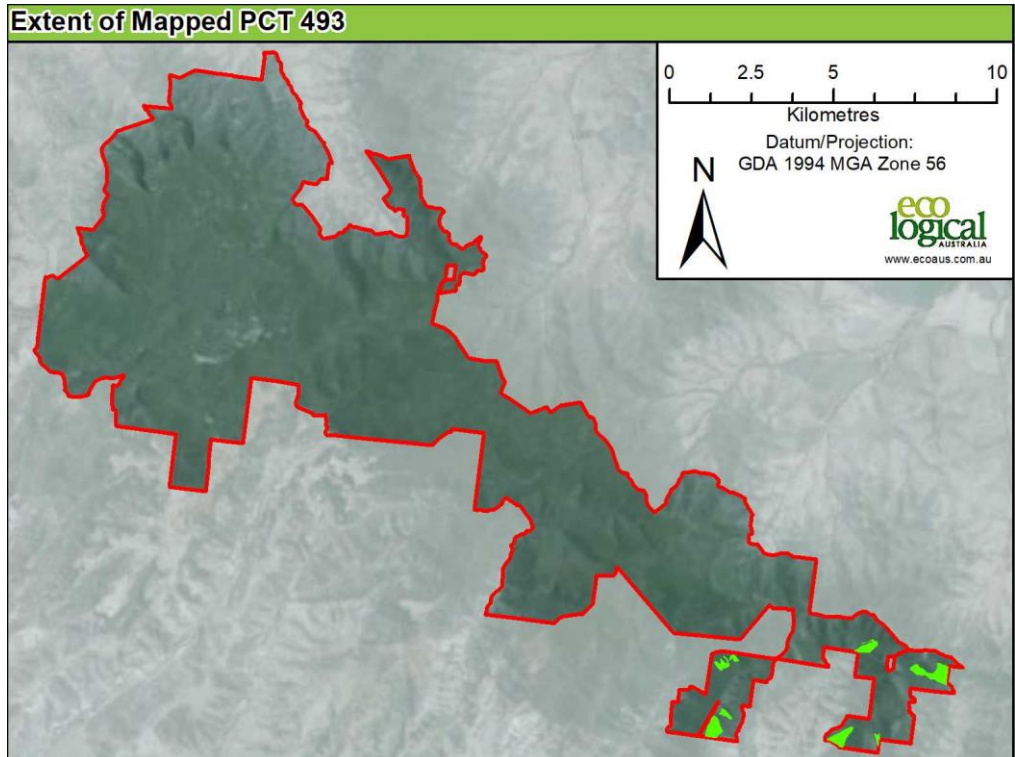 Extent of Mapped PCT 493
0 2.5 5 10
Kilometres
Datum/Projection:
GDA 1994 MGA Zone 56
N
eco
logical
AUSTRALIA
www.ecoaus.com.au